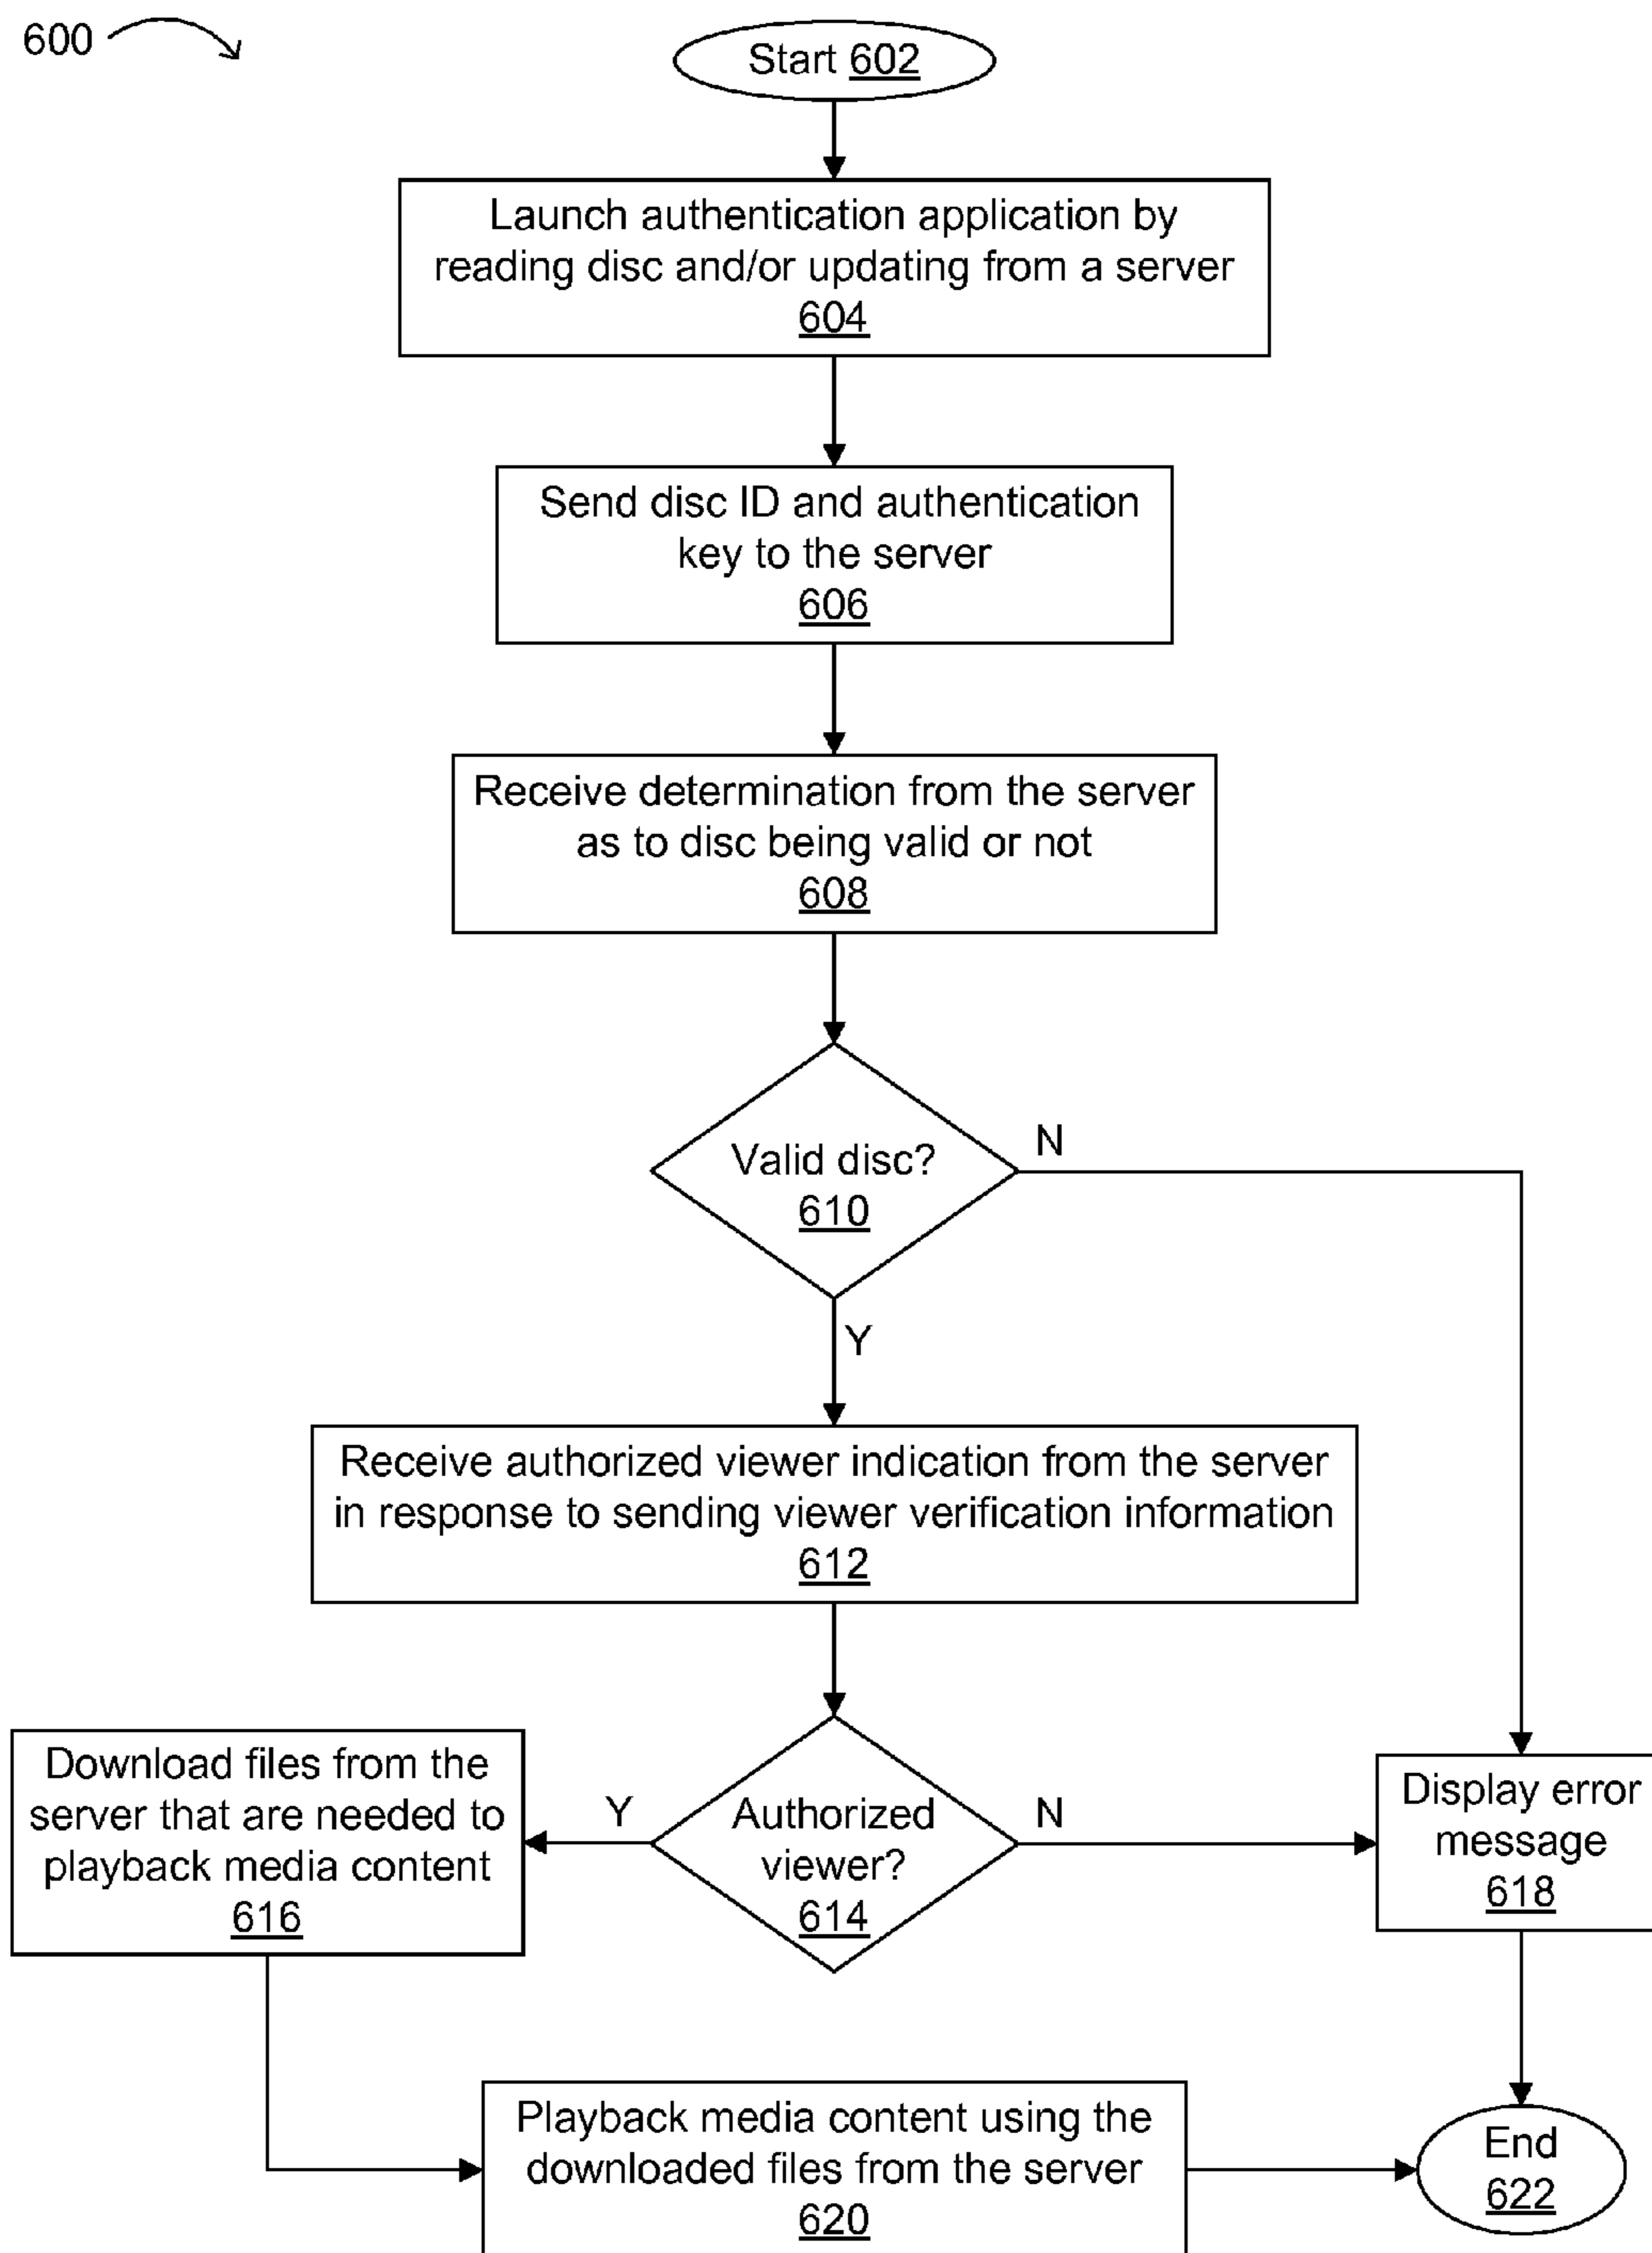 600
Start 602
Launch authentication application by
reading disc and/or updating from a server
604
Send disc ID and authentication
key to the server
606
Receive determination from the server
as to disc being valid or not
608
Valid disc?
610
N
Y
Receive authorized viewer indication from the server
in response to sending viewer verification information
612
Download files from the
server that are needed to
playback media content
616
Y
Authorized
viewer?
614
N
Display error
message
618
Playback media content using the
downloaded files from the server
620
End
622